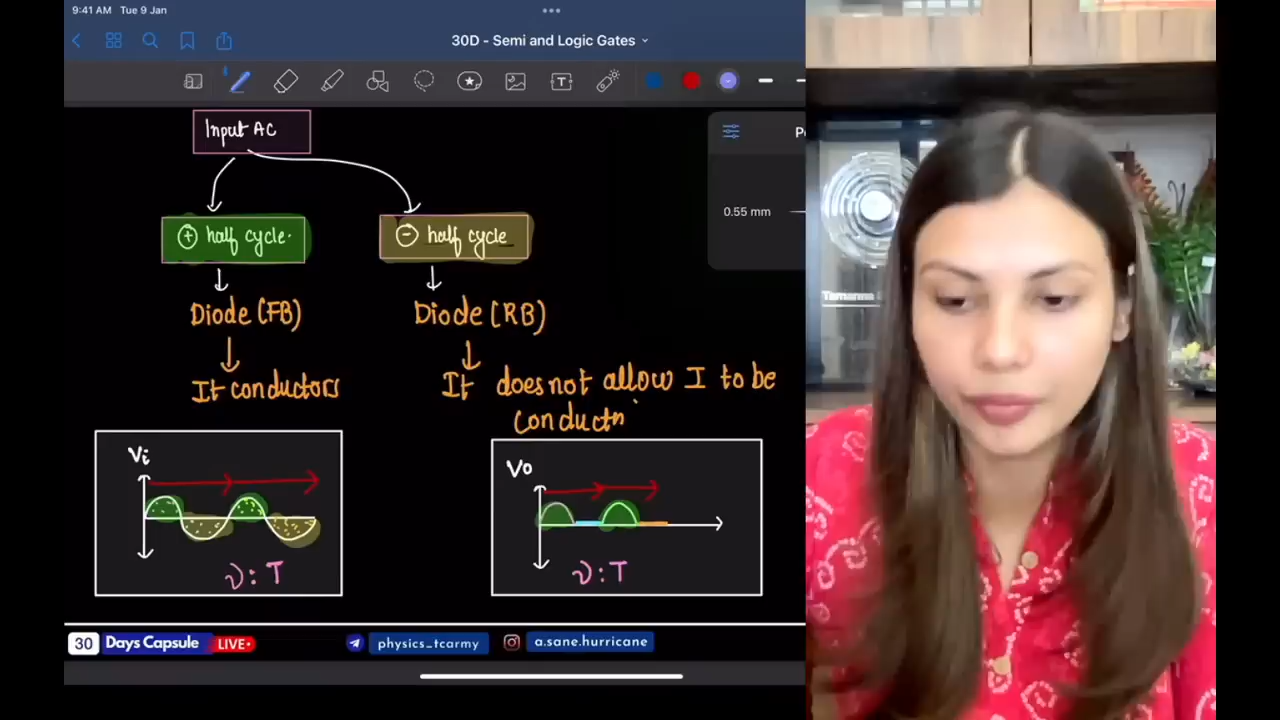 9:41 AM Tue 9 Jan
30D - Semi and Logic Gates
T
Input AC
+ half cycle.
- half cycle
0.55 mm
Diode (FB)
Diode (RB)
It conductors
It does not allow I to be
conductn
Vi
Vo
ν : T
ν : T
30 Days Capsule LIVE
physics_tcarmy
a.sane.hurricane